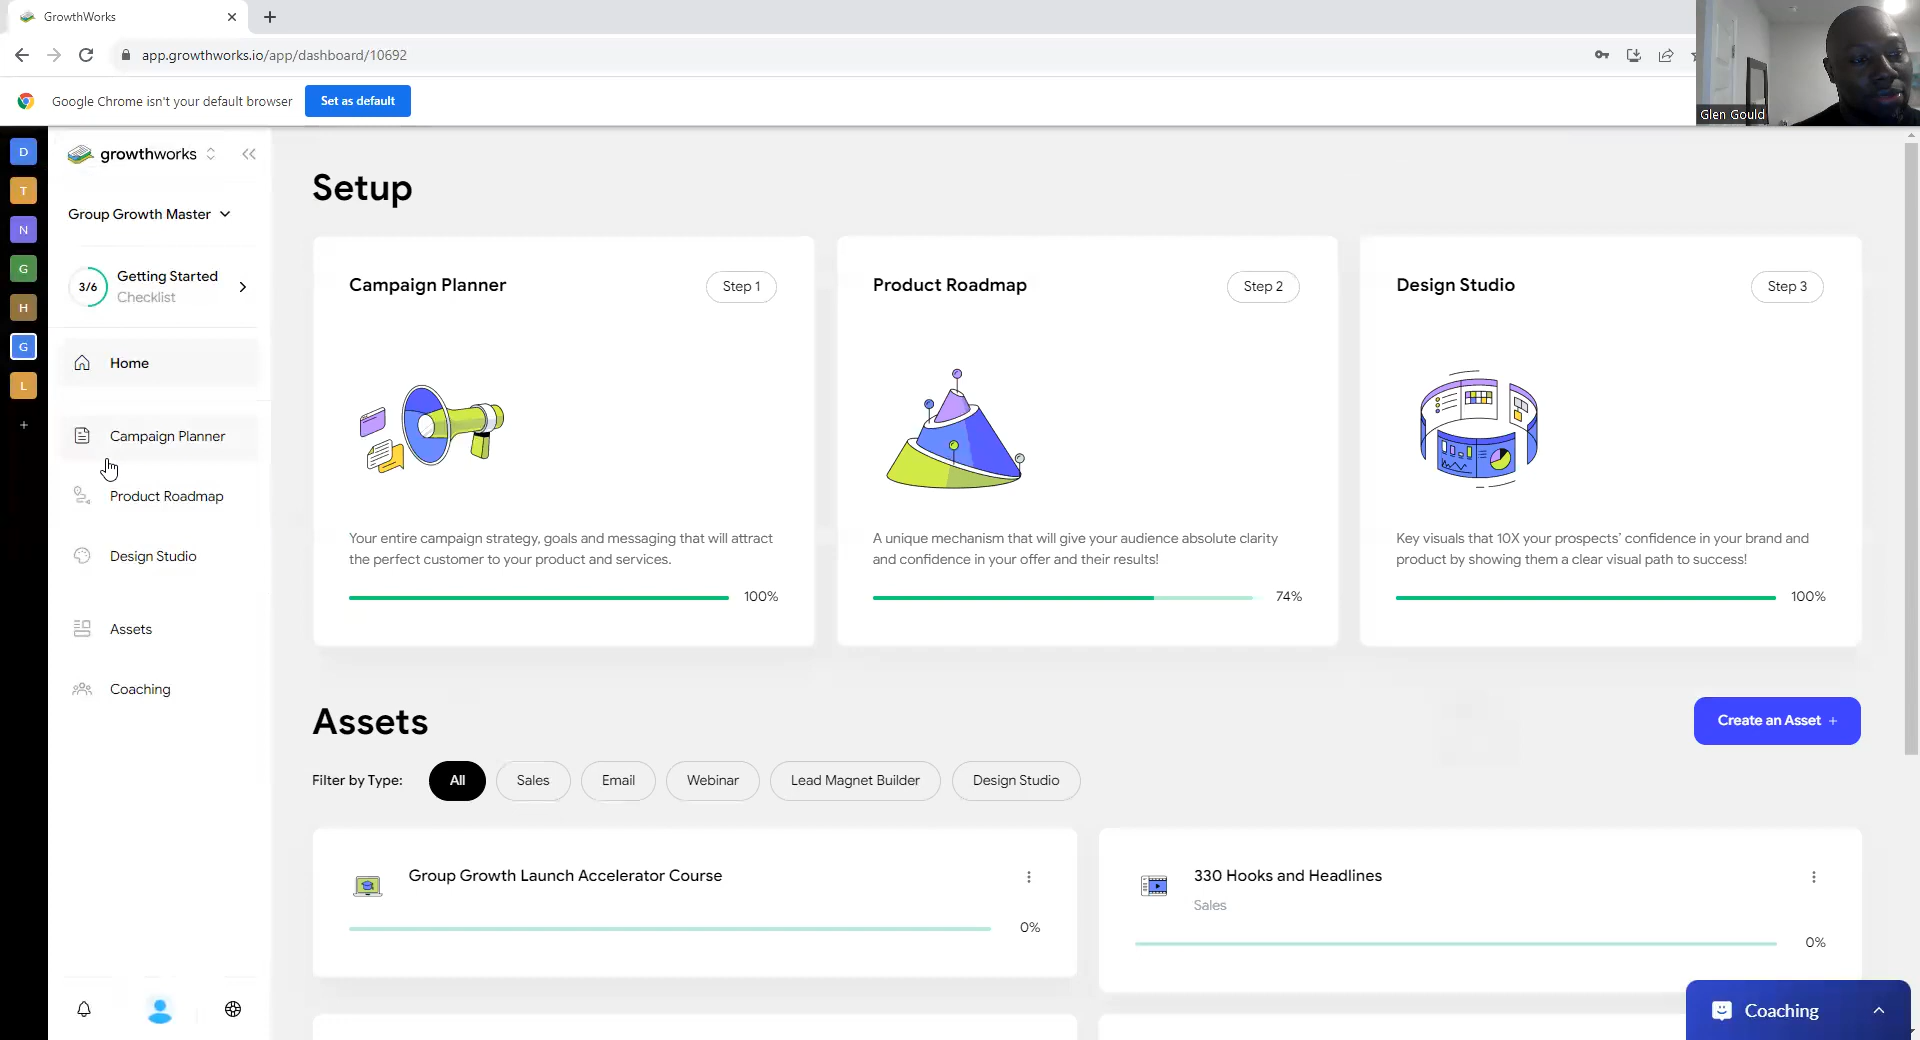 GrowthWorks
app.growthworks.io/app/dashboard/10692
Google Chrome isn't your default browser
Set as default
Glen Gould
D
T
N
G
H
G
L
growthworks
Group Growth Master
3/6
Getting Started
Checklist
Home
Campaign Planner
Product Roadmap
Design Studio
Assets
Coaching
Setup
Campaign Planner
Step 1
Your entire campaign strategy, goals and messaging that will attract
the perfect customer to your product and services.
100%
Product Roadmap
Step 2
A unique mechanism that will give your audience absolute clarity
and confidence in your offer and their results!
74%
Design Studio
Step 3
Key visuals that 10X your prospects' confidence in your brand and
product by showing them a clear visual path to success!
100%
Assets
Create an Asset +
Filter by Type:
All
Sales
Email
Webinar
Lead Magnet Builder
Design Studio
Group Growth Launch Accelerator Course
0%
330 Hooks and Headlines
Sales
0%
Coaching